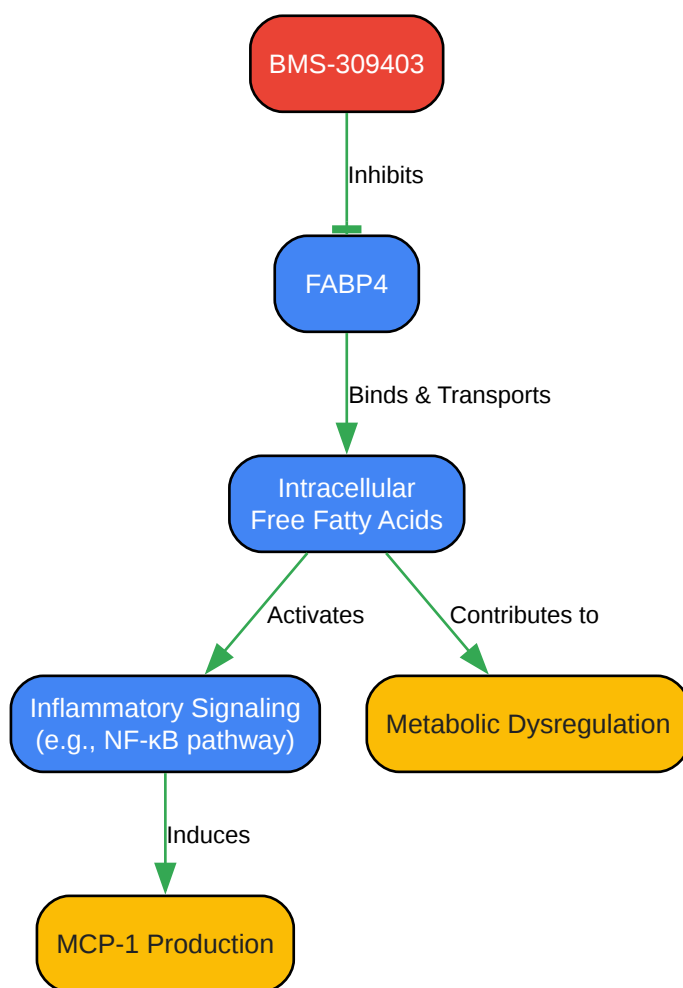 BMS-309403
Inhibits
FABP4
Binds & Transports
Intracellular
Free Fatty Acids
Activates
Contributes to
Inflammatory Signaling
(e.g., NF-κB pathway)
Metabolic Dysregulation
Induces
MCP-1 Production